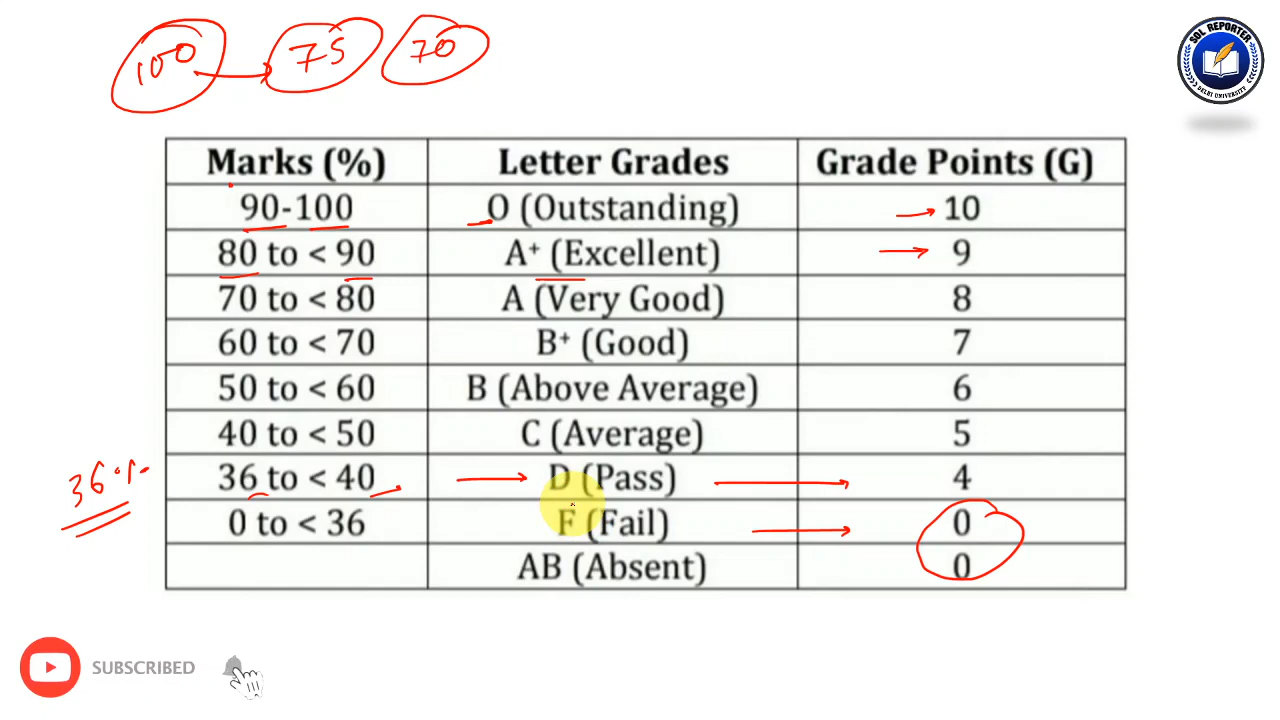 100 75 70
SOL REPORTER
DELHI UNIVERSITY
Marks (%) Letter Grades Grade Points (G)
90-100 O (Outstanding) 10
80 to < 90 A+ (Excellent) 9
70 to < 80 A (Very Good) 8
60 to < 70 B+ (Good) 7
50 to < 60 B (Above Average) 6
40 to < 50 C (Average) 5
36% 36 to < 40 D (Pass) 4
0 to < 36 F (Fail) 0
AB (Absent) 0
SUBSCRIBED